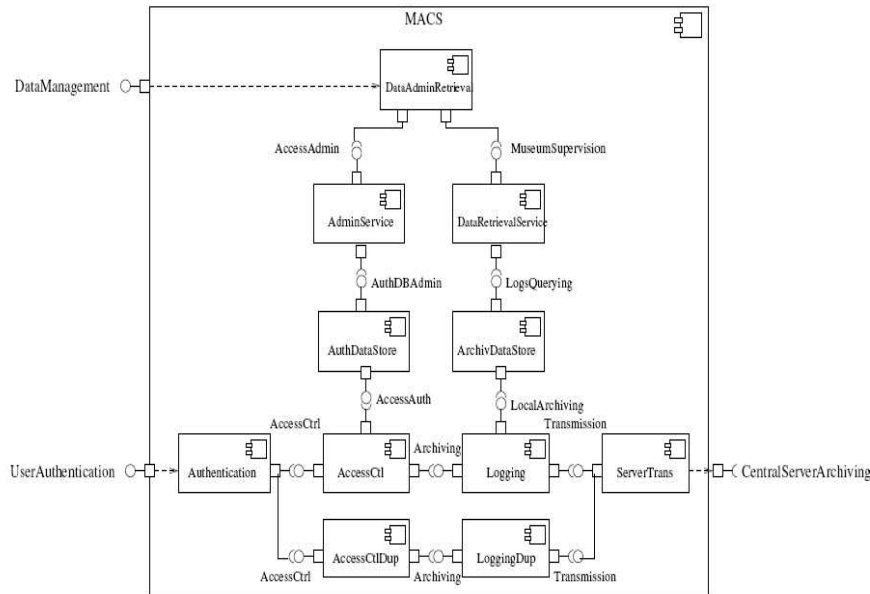 MACS
DataManagement
DataAdminRetrieval
AccessAdmin
MuseumSupervision
AdminService
DataRetrievalService
AuthDBAdmin
LogsQuerying
AuthDataStore
ArchivDataStore
AccessAuth
LocalArchiving
AccessCtrl
Archiving
Transmission
UserAuthentication
Authentication
AccessCtl
Logging
ServerTrans
CentralServerArchiving
AccessCtlDup
LoggingDup
AccessCtrl
Archiving
Transmission